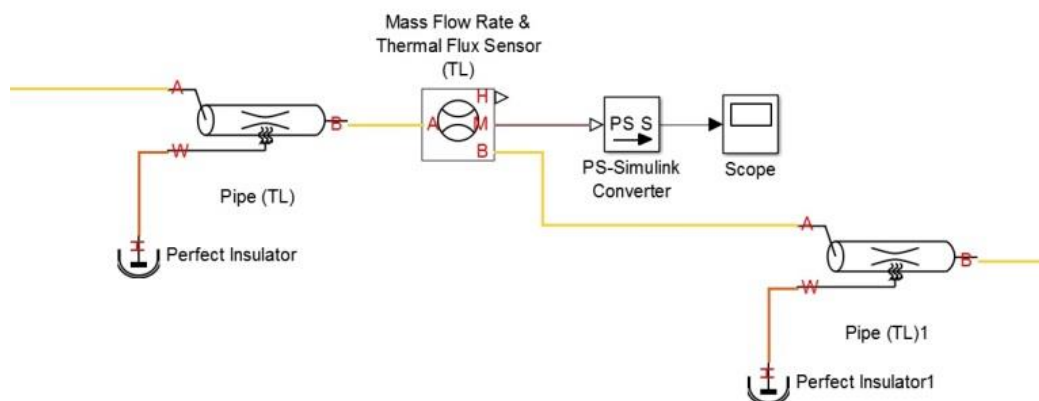 Mass Flow Rate &
Thermal Flux Sensor
(TL)
A
H
B
A
M
PS S
W
B
PS-Simulink
Converter
Scope
Pipe (TL)
A
Perfect Insulator
B
W
Pipe (TL)1
Perfect Insulator1